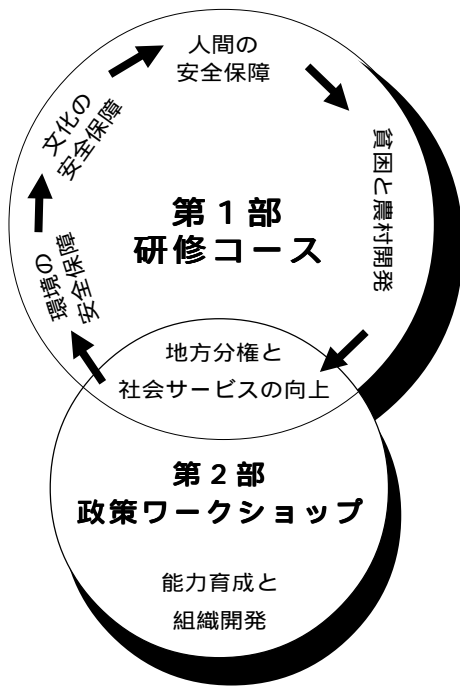 人間の
安全保障
貧困と農村開発
文化の
安全保障
第1部
研修コース
環境の
安全保障
地方分権と
社会サービスの向上
第2部
政策ワークショップ
能力育成と
組織開発